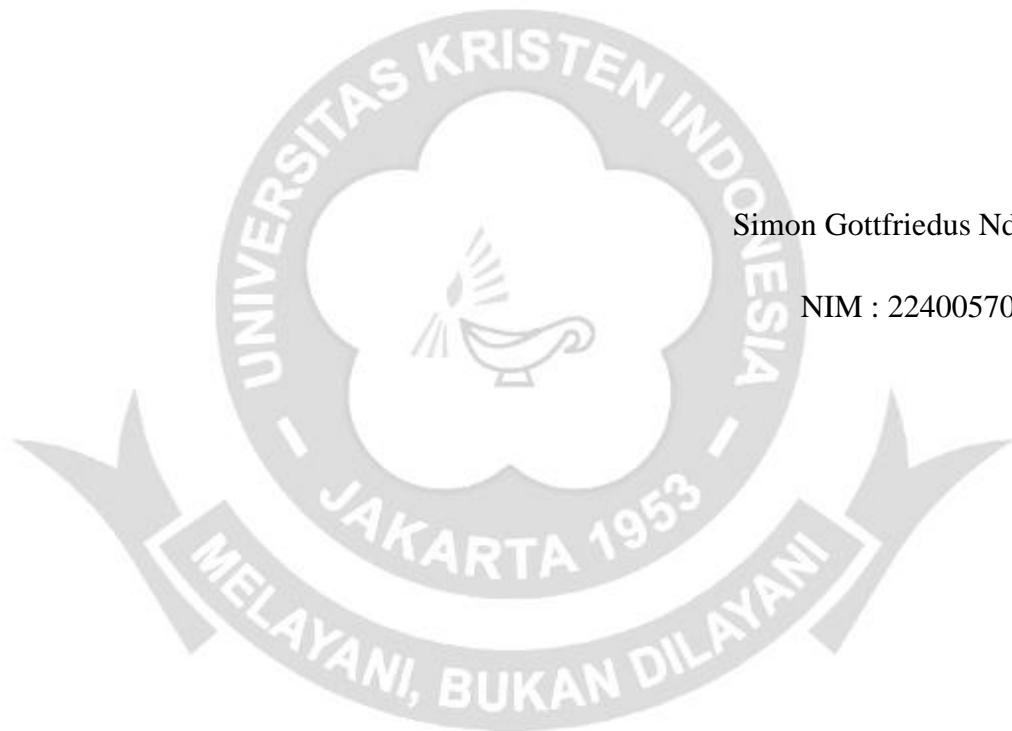 UNIVERSITAS KRISTEN INDONESIA
Simon Gottfriedus
NIM : 22400570
- JAKARTA 1953 -
MELAYANI, BUKAN DILAYANI